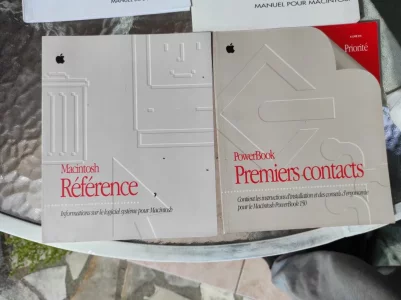 MANUEL POUR MACINTOSH
Priorité
Macintosh
Référence
Informations sur le logiciel système pour Macintosh
PowerBook
Premiers contacts
Contient les instructions d'installation et des conseils d'ergonomie
pour le Macintosh PowerBook 150